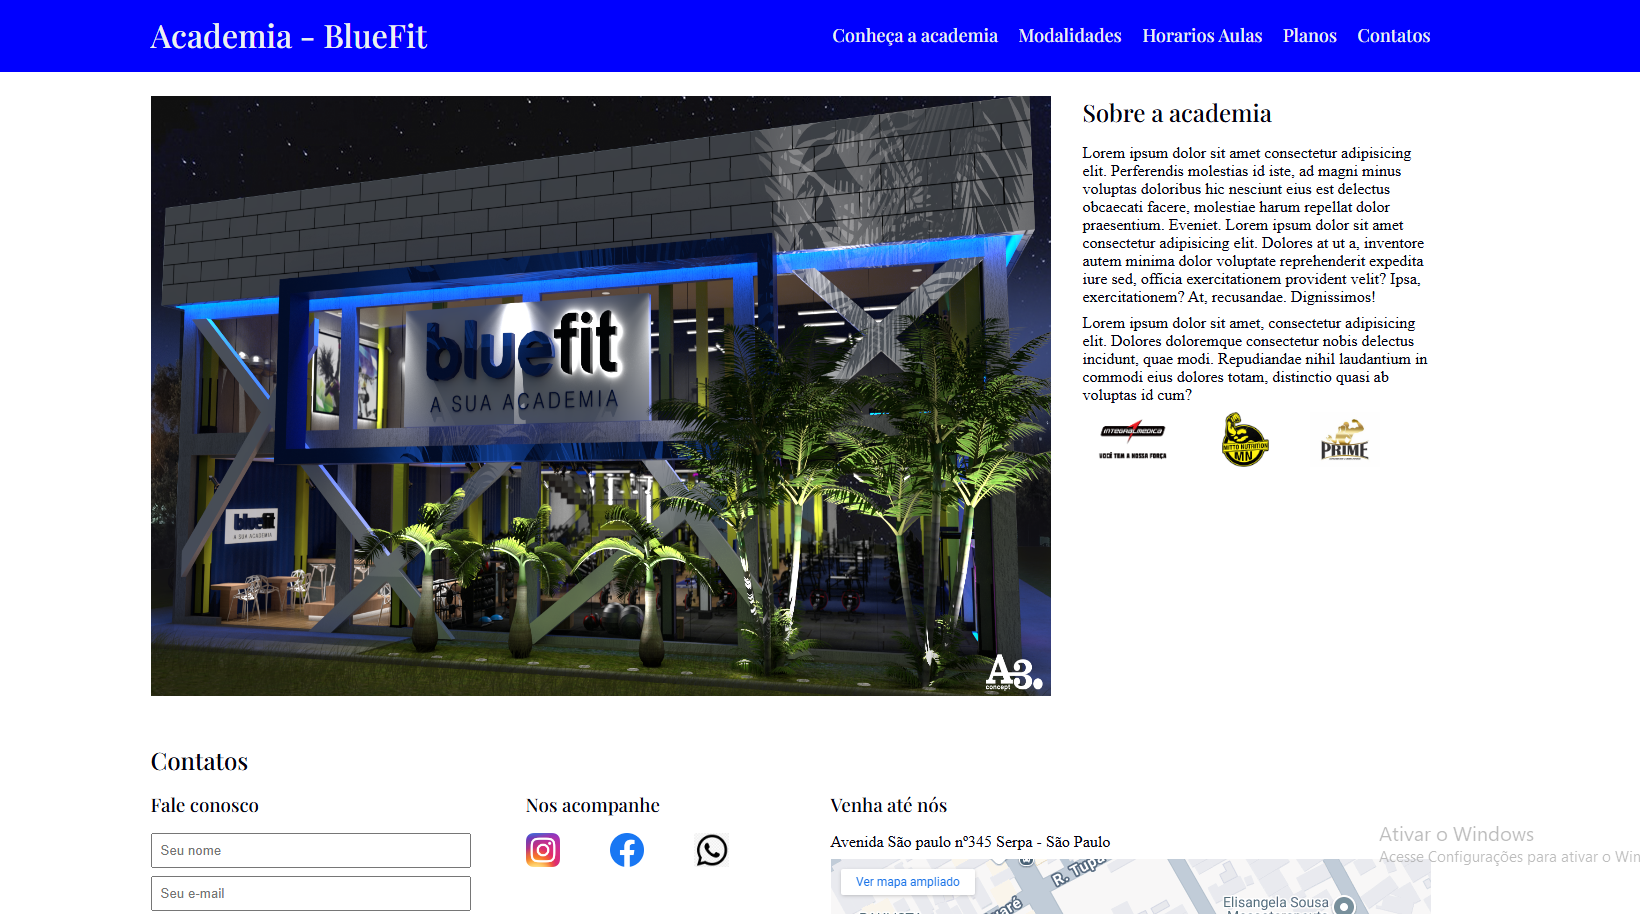 Academia - BlueFit
Conheça a academia
Modalidades
Horarios Aulas
Planos
Contatos
bluefit
A SUA ACADEMIA
bluefit
A SUA ACADEMIA
A3.
concept
Sobre a academia
Lorem ipsum dolor sit amet consectetur adipisicing
elit. Perferendis molestias id iste, ad magni minus
voluptas doloribus hic nesciunt eius est delectus
obcaecati facere, molestiae harum repellat dolor
praesentium. Eveniet. Lorem ipsum dolor sit amet
consectetur adipisicing elit. Dolores at ut a, inventore
autem minima dolor voluptate reprehenderit expedita
iure sed, officia exercitationem provident velit? Ipsa,
exercitationem? At, recusandae. Dignissimos!
Lorem ipsum dolor sit amet, consectetur adipisicing
elit. Dolores doloremque consectetur nobis delectus
incidunt, quae modi. Repudiandae nihil laudantium in
commodi eius dolores totam, distinctio quasi ab
voluptas id cum?
INTEGRALMEDICA
VOCÊ TEM A NOSSA FORÇA
NUTRITION
MN
PRIME
Contatos
Fale conosco
Seu nome
Seu e-mail
Nos acompanhe
Venha até nós
Avenida São paulo nº345 Serpa - São Paulo
Ver mapa ampliado
R. Tupa
Elisangela Sousa
Ativar o Windows
Acesse Configurações para ativar o Win